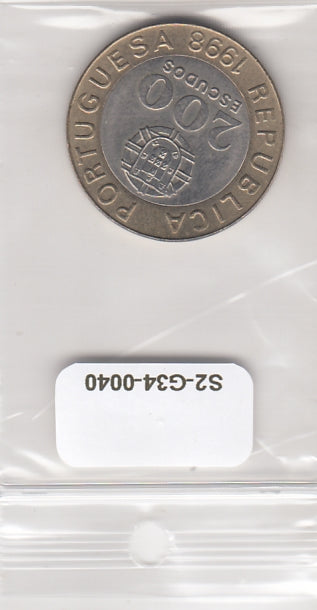 S2-G34-0040
REPUBLICA PORTUGUESA 1998
200
ESCUDOS